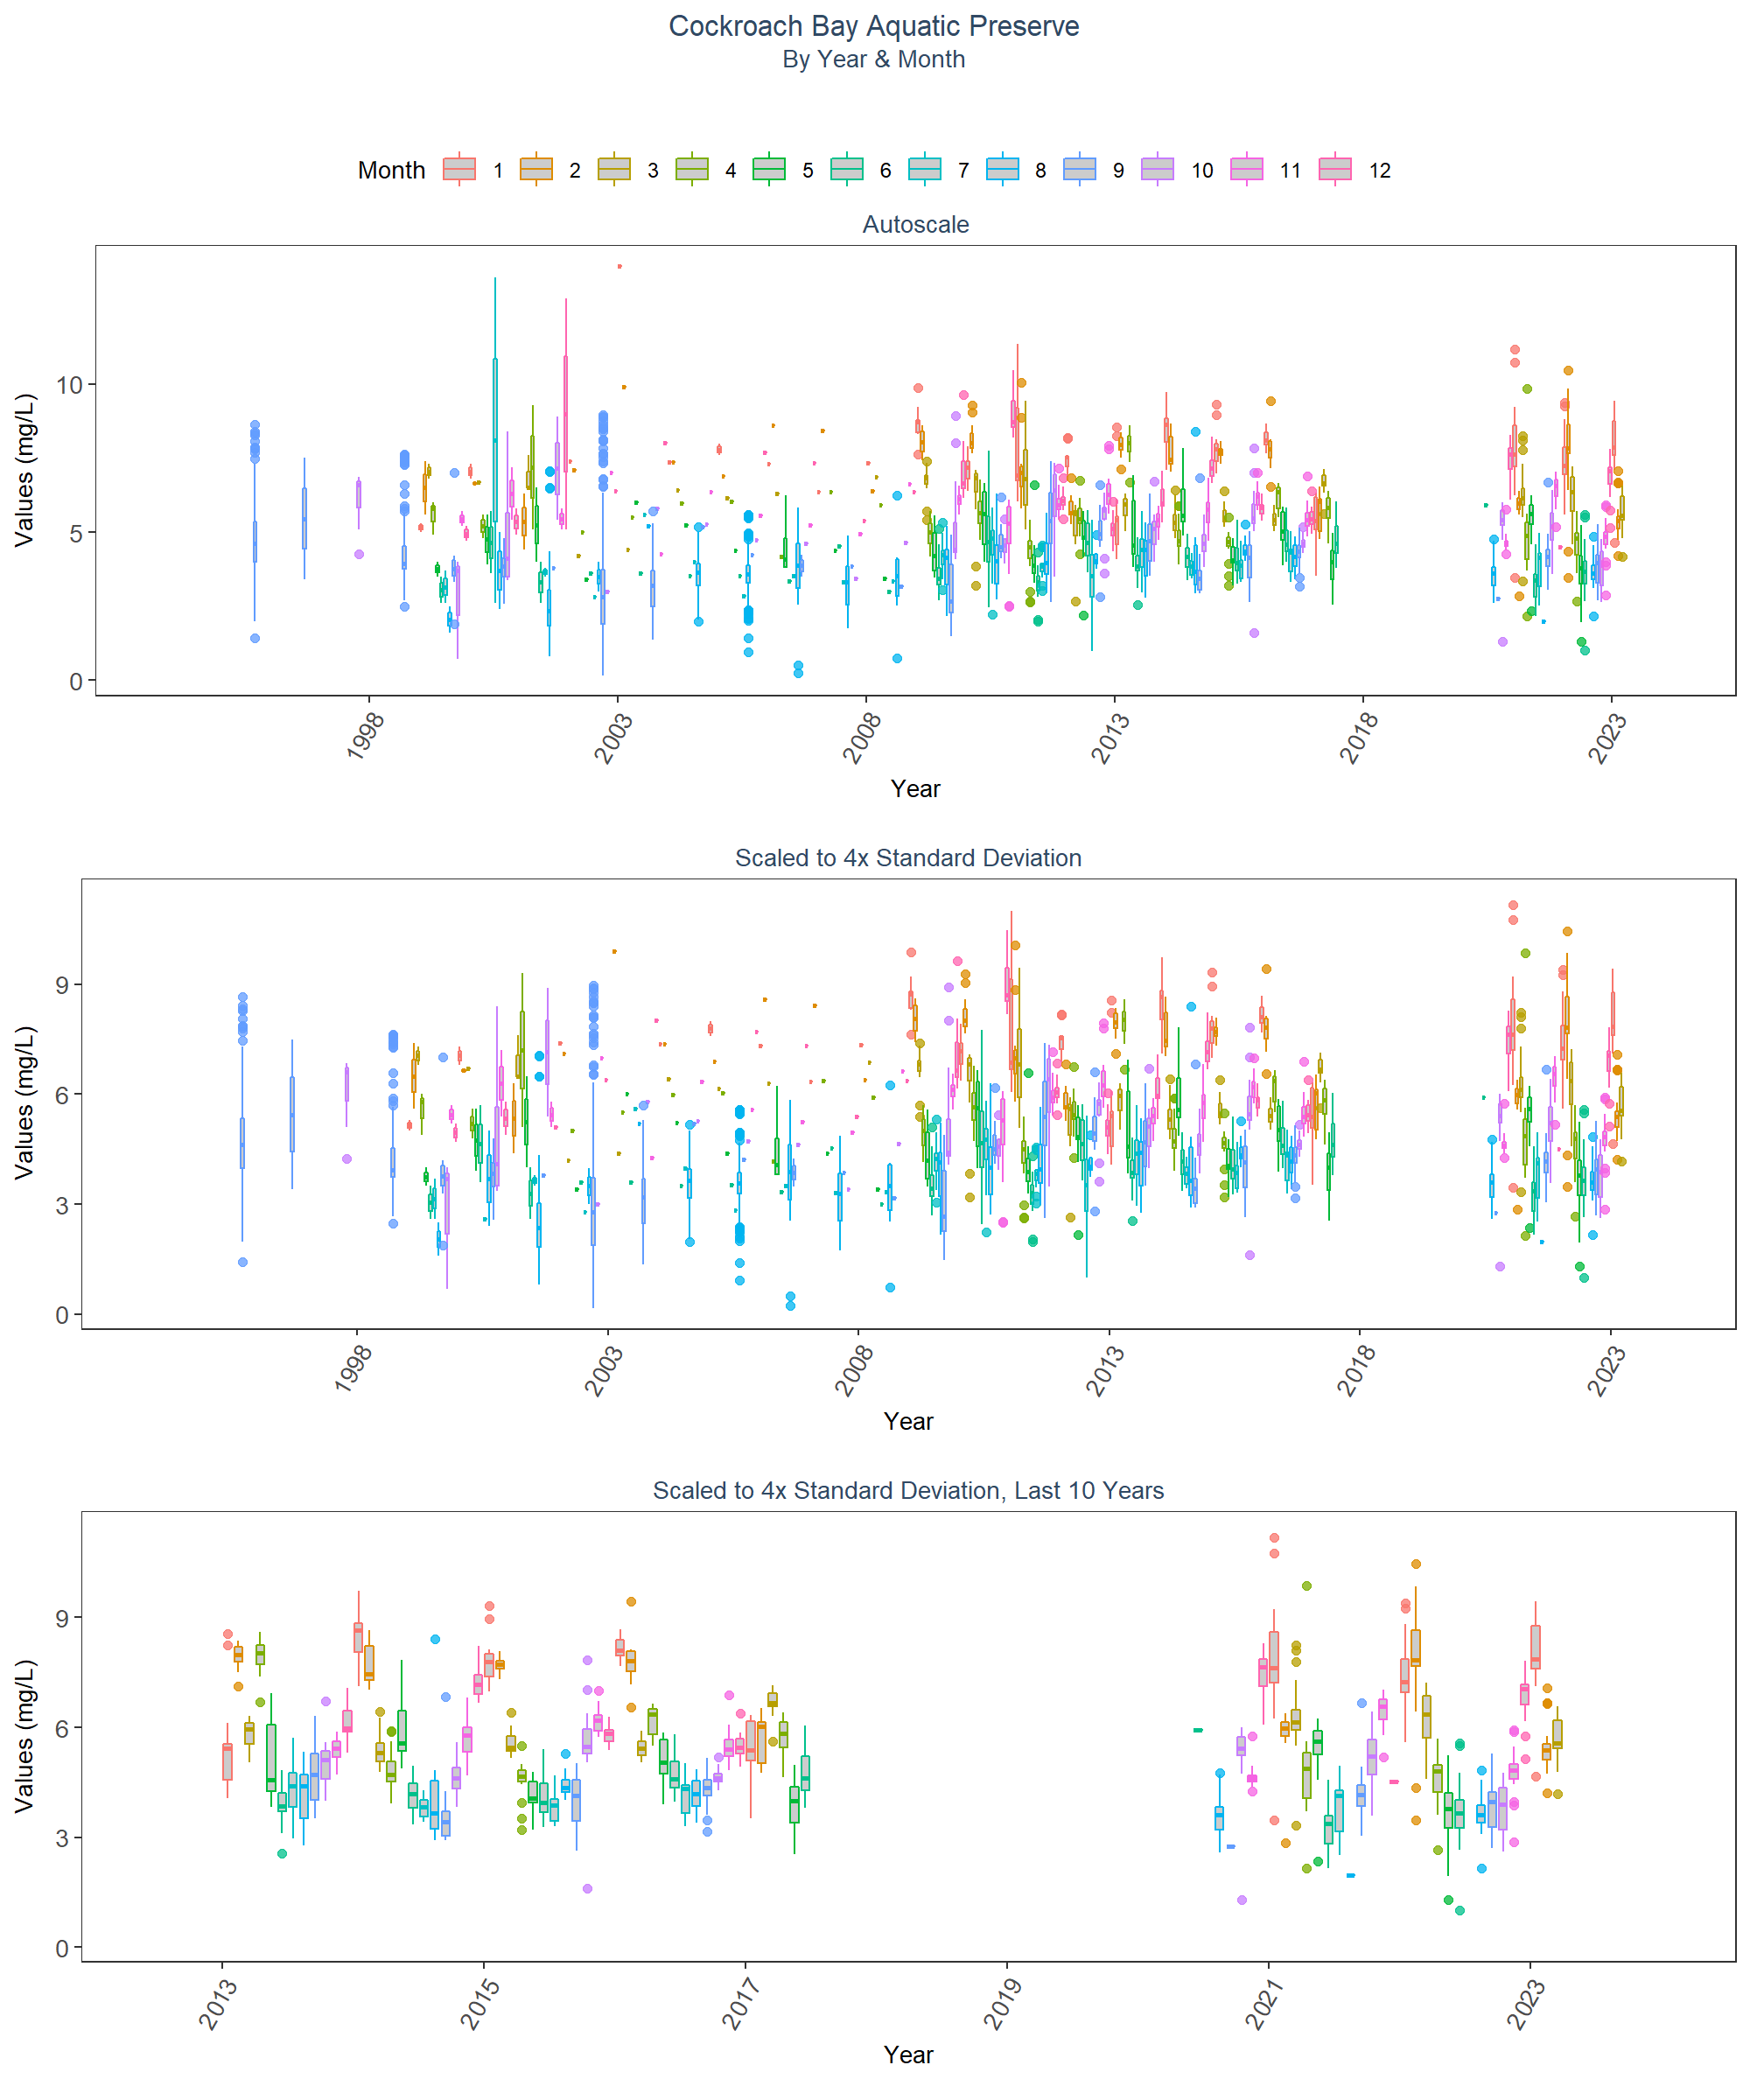 Cockroach Bay Aquatic Preserve
By Year & Month
Month 1 2 3 4 5 6 7 8 9 10 11 12
Autoscale
Values (mg/L)
10
5
0
1998 2003 2008 2013 2018 2023
Year
Scaled to 4x Standard Deviation
Values (mg/L)
9
6
3
0
1998 2003 2008 2013 2018 2023
Year
Scaled to 4x Standard Deviation, Last 10 Years
Values (mg/L)
9
6
3
0
2013 2015 2017 2019 2021 2023
Year